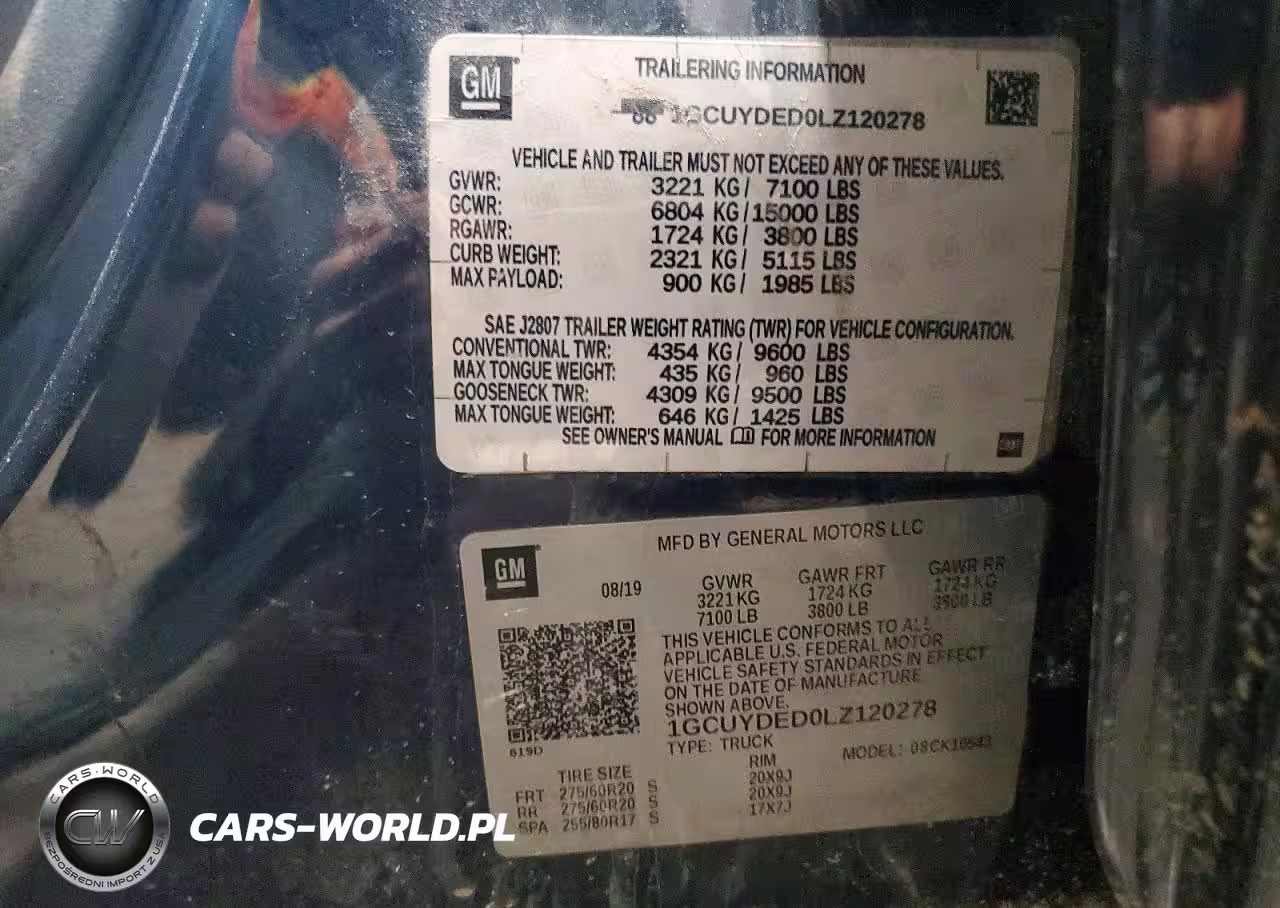 GM
TRAILERING INFORMATION
1GCUYDED0LZ120278
VEHICLE AND TRAILER MUST NOT EXCEED ANY OF THESE VALUES.
GVWR: 3221 KG/ 7100 LBS
GCWR: 6804 KG/15000 LBS
RGAWR: 1724 KG/ 3800 LBS
CURB WEIGHT: 2321 KG/ 5115 LBS
MAX PAYLOAD: 900 KG/ 1985 LBS
SAE J2807 TRAILER WEIGHT RATING (TWR) FOR VEHICLE CONFIGURATION.
CONVENTIONAL TWR: 4354 KG/ 9600 LBS
MAX TONGUE WEIGHT: 435 KG/ 960 LBS
GOOSENECK TWR: 4309 KG/ 9500 LBS
MAX TONGUE WEIGHT: 646 KG/ 1425 LBS
SEE OWNER'S MANUAL FOR MORE INFORMATION
GM
MFD BY GENERAL MOTORS LLC
08/19 GVWR GAWR FRT GAWR RR
3221 KG 1724 KG 1724 KG
7100 LB 3800 LB 3800 LB
THIS VEHICLE CONFORMS TO ALL
APPLICABLE U.S. FEDERAL MOTOR
VEHICLE SAFETY STANDARDS IN EFFECT
ON THE DATE OF MANUFACTURE
SHOWN ABOVE.
1GCUYDED0LZ120278
619D
TYPE: TRUCK MODEL: 08CK10543
TIRE SIZE RIM
FRT 275/60R20 S 20X9J
RR 275/60R20 S 20X9J
SPA 255/80R17 S 17X7J
CARS-WORLD
CW
BEZPOŚREDNI IMPORT Z USA
CARS-WORLD.PL